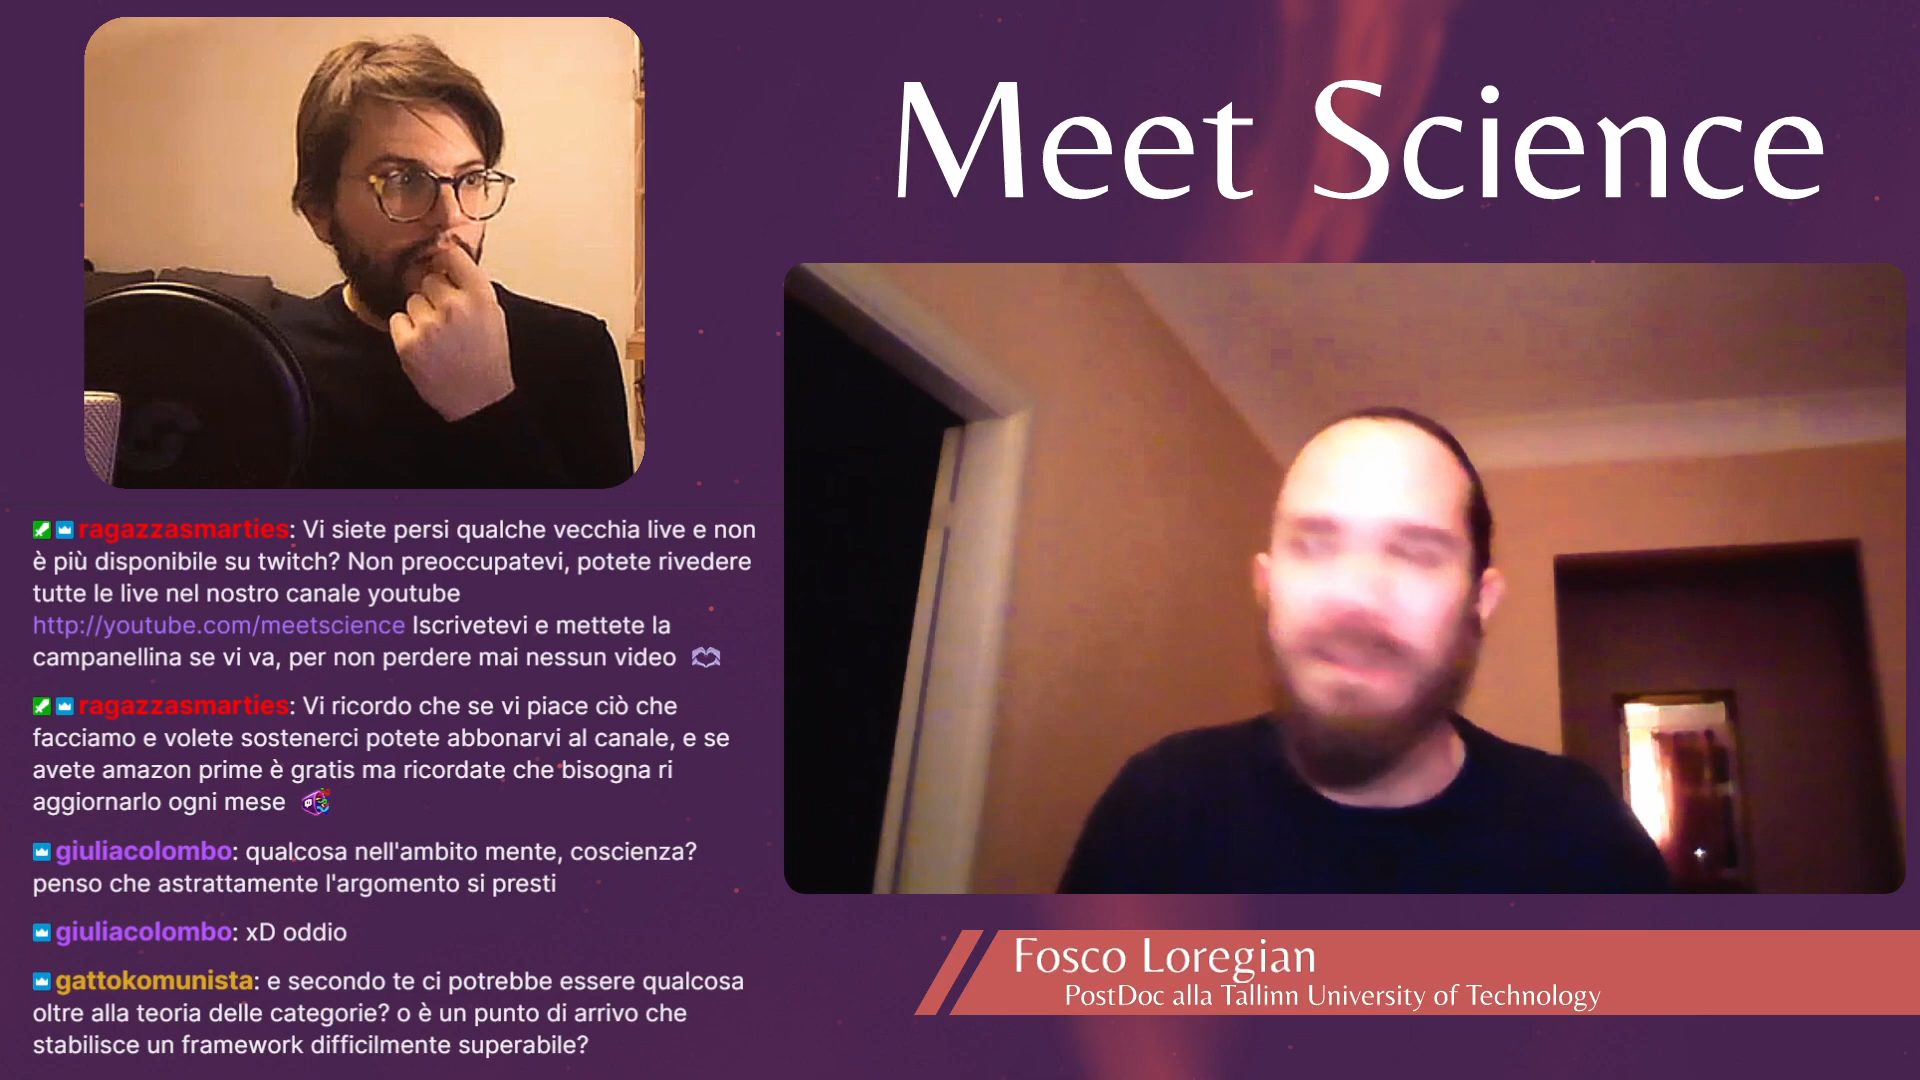 Meet Science
ragazzasmarties: Vi siete persi qualche vecchia live e non
è più disponibile su twitch? Non preoccupatevi, potete rivedere
tutte le live nel nostro canale youtube
http://youtube.com/meetscience Iscrivetevi e mettete la
campanellina se vi va, per non perdere mai nessun video
ragazzasmarties: Vi ricordo che se vi piace ciò che
facciamo e volete sostenerci potete abbonarvi al canale, e se
avete amazon prime è gratis ma ricordate che bisogna ri
aggiornarlo ogni mese
giuliacolombo: qualcosa nell'ambito mente, coscienza?
penso che astrattamente l'argomento si presti
giuliacolombo: xD oddio
gattokomunista: e secondo te ci potrebbe essere qualcosa
oltre alla teoria delle categorie? o è un punto di arrivo che
stabilisce un framework difficilmente superabile?
Fosco Loregian
PostDoc alla Tallinn University of Technology